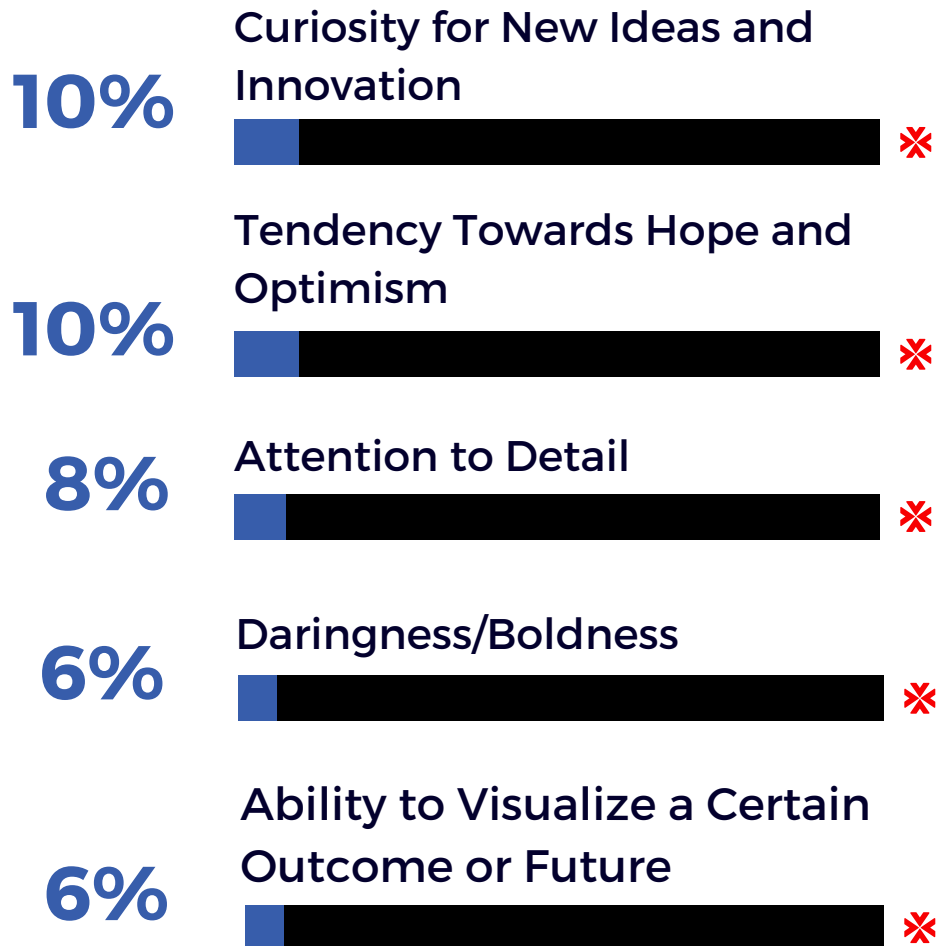 Curiosity for New Ideas and
Innovation
10%
※
Tendency Towards Hope and
Optimism
10%
※
Attention to Detail
8%
※
Daringness/Boldness
6%
※
Ability to Visualize a Certain
Outcome or Future
6%
※